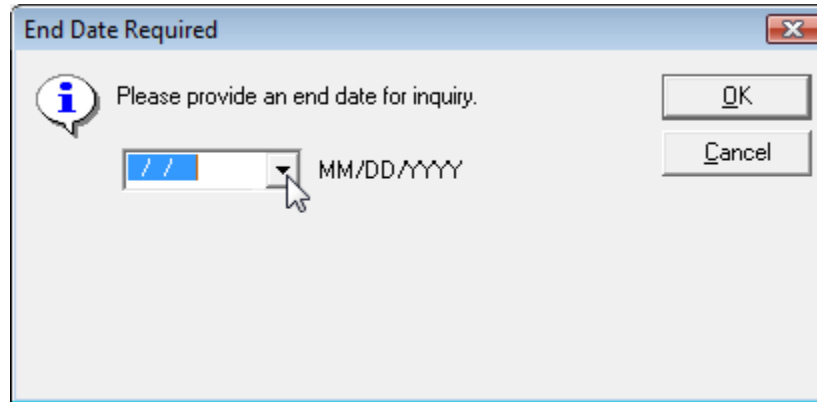 End Date Required
Please provide an end date for inquiry.
OK
/ /
MM/DD/YYYY
Cancel